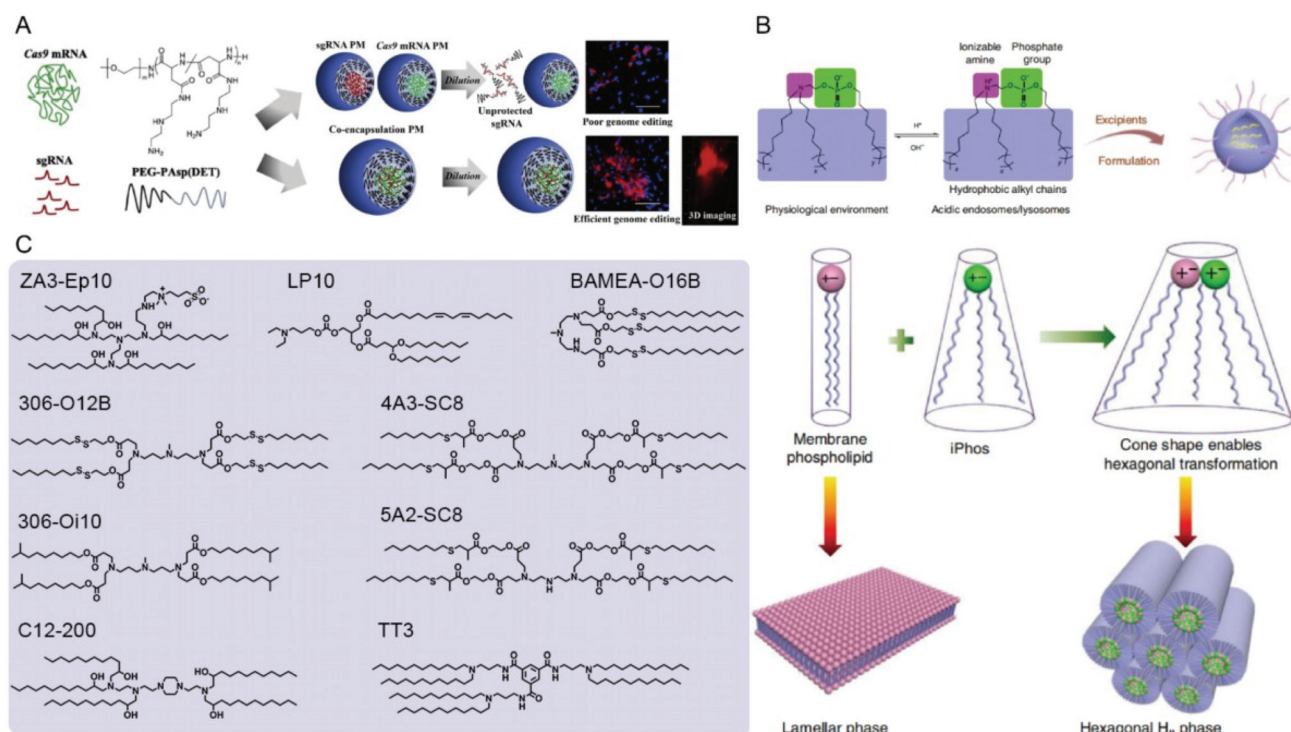 A
Cas9 mRNA
sgRNA
PEG-PAsp(DET)
sgRNA PM
Cas9 mRNA PM
Dilution
Unprotected
sgRNA
Poor genome editing
Co-encapsulation PM
Dilution
Efficient genome editing
3D imaging
B
Ionizable
amine
Phosphate
group
H⁺
OH⁻
Hydrophobic alkyl chains
Physiological environment
Acidic endosomes/lysosomes
Excipients
Formulation
Membrane
phospholipid
iPhos
Cone shape enables
hexagonal transformation
Lamellar phase
Hexagonal H
phase
C
ZA3-Ep10
LP10
BAMEA-O16B
306-O12B
4A3-SC8
306-Oi10
5A2-SC8
C12-200
TT3